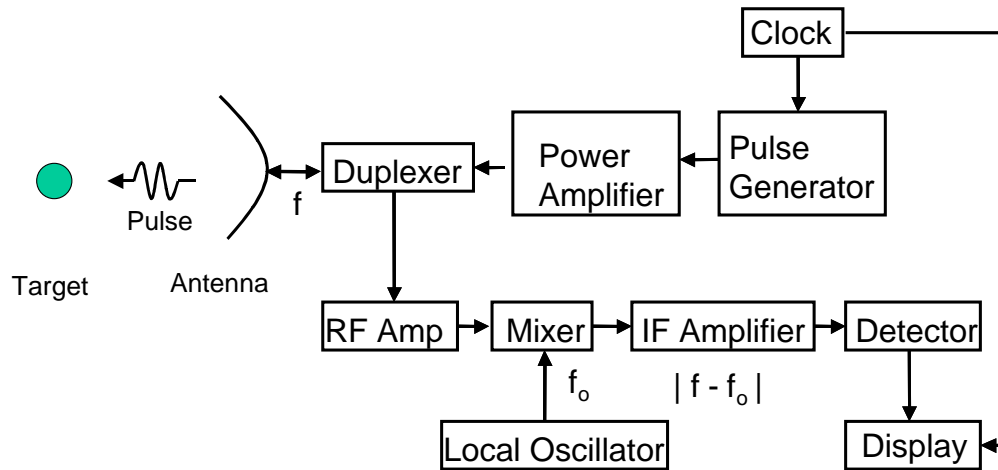 Clock
Pulse
Generator
Power
Amplifier
Duplexer
f
Pulse
Target
Antenna
RF Amp
Mixer
IF Amplifier
Detector
fₒ
| f - fₒ |
Local Oscillator
Display